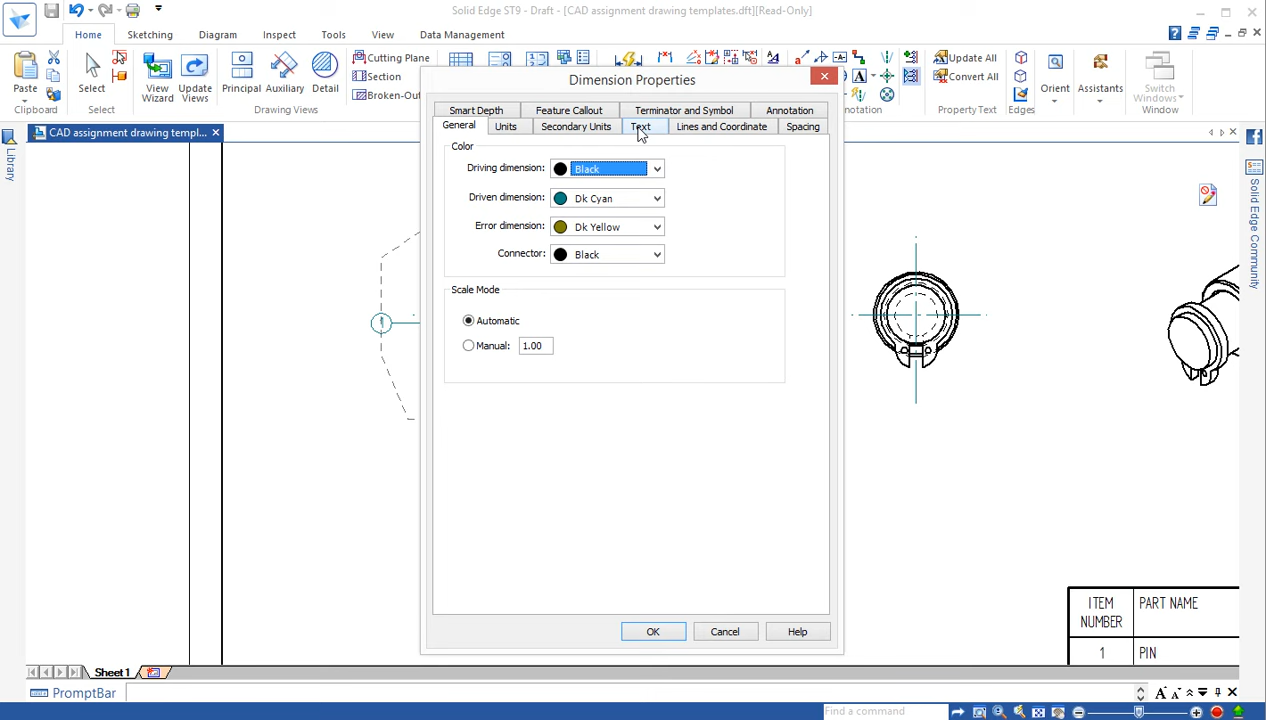 Solid Edge ST9 - Draft - [CAD assignment drawing templates.dft][Read-Only]
Home
Sketching
Diagram
Inspect
Tools
View
Data Management
Paste
Clipboard
Select
Select
View
Wizard
Update
Views
Principal
Auxiliary
Detail
Cutting Plane
Section
Broken-Out
Drawing Views
Update All
Convert All
Property Text
Edges
Orient
Assistants
Switch
Windows
Window
CAD assignment drawing templ...
Library
Dimension Properties
Smart Depth
Feature Callout
Terminator and Symbol
Annotation
General
Units
Secondary Units
Text
Lines and Coordinate
Spacing
Color
Driving dimension:
Black
Driven dimension:
Dk Cyan
Error dimension:
Dk Yellow
Connector:
Black
Scale Mode
Automatic
Manual:
1.00
OK
Cancel
Help
Solid Edge Community
ITEM
NUMBER
PART NAME
1
PIN
Sheet1
PromptBar
Find a command